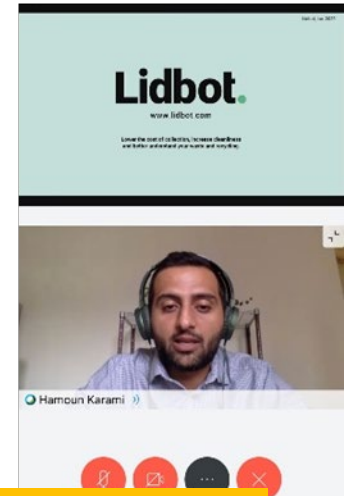 Lidbot.
www.lidbot.com
Lower the cost of collection, increase cleanliness
and better understand your waste and recycling.
Hamoun Karami